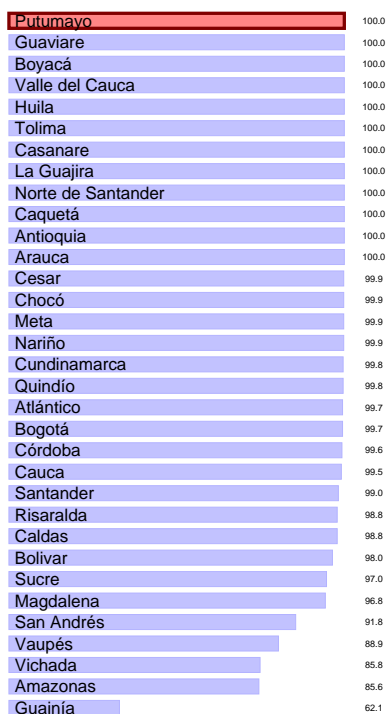 Putumayo 100.0
Guaviare 100.0
Boyacá 100.0
Valle del Cauca 100.0
Huila 100.0
Tolima 100.0
Casanare 100.0
La Guajira 100.0
Norte de Santander 100.0
Caquetá 100.0
Antioquia 100.0
Arauca 100.0
Cesar 99.9
Chocó 99.9
Meta 99.9
Nariño 99.9
Cundinamarca 99.8
Quindío 99.8
Atlántico 99.7
Bogotá 99.7
Córdoba 99.6
Cauca 99.5
Santander 99.0
Risaralda 98.8
Caldas 98.8
Bolivar 98.0
Sucre 97.0
Magdalena 96.8
San Andrés 91.8
Vaupés 88.9
Vichada 85.8
Amazonas 85.6
Guainía 62.1